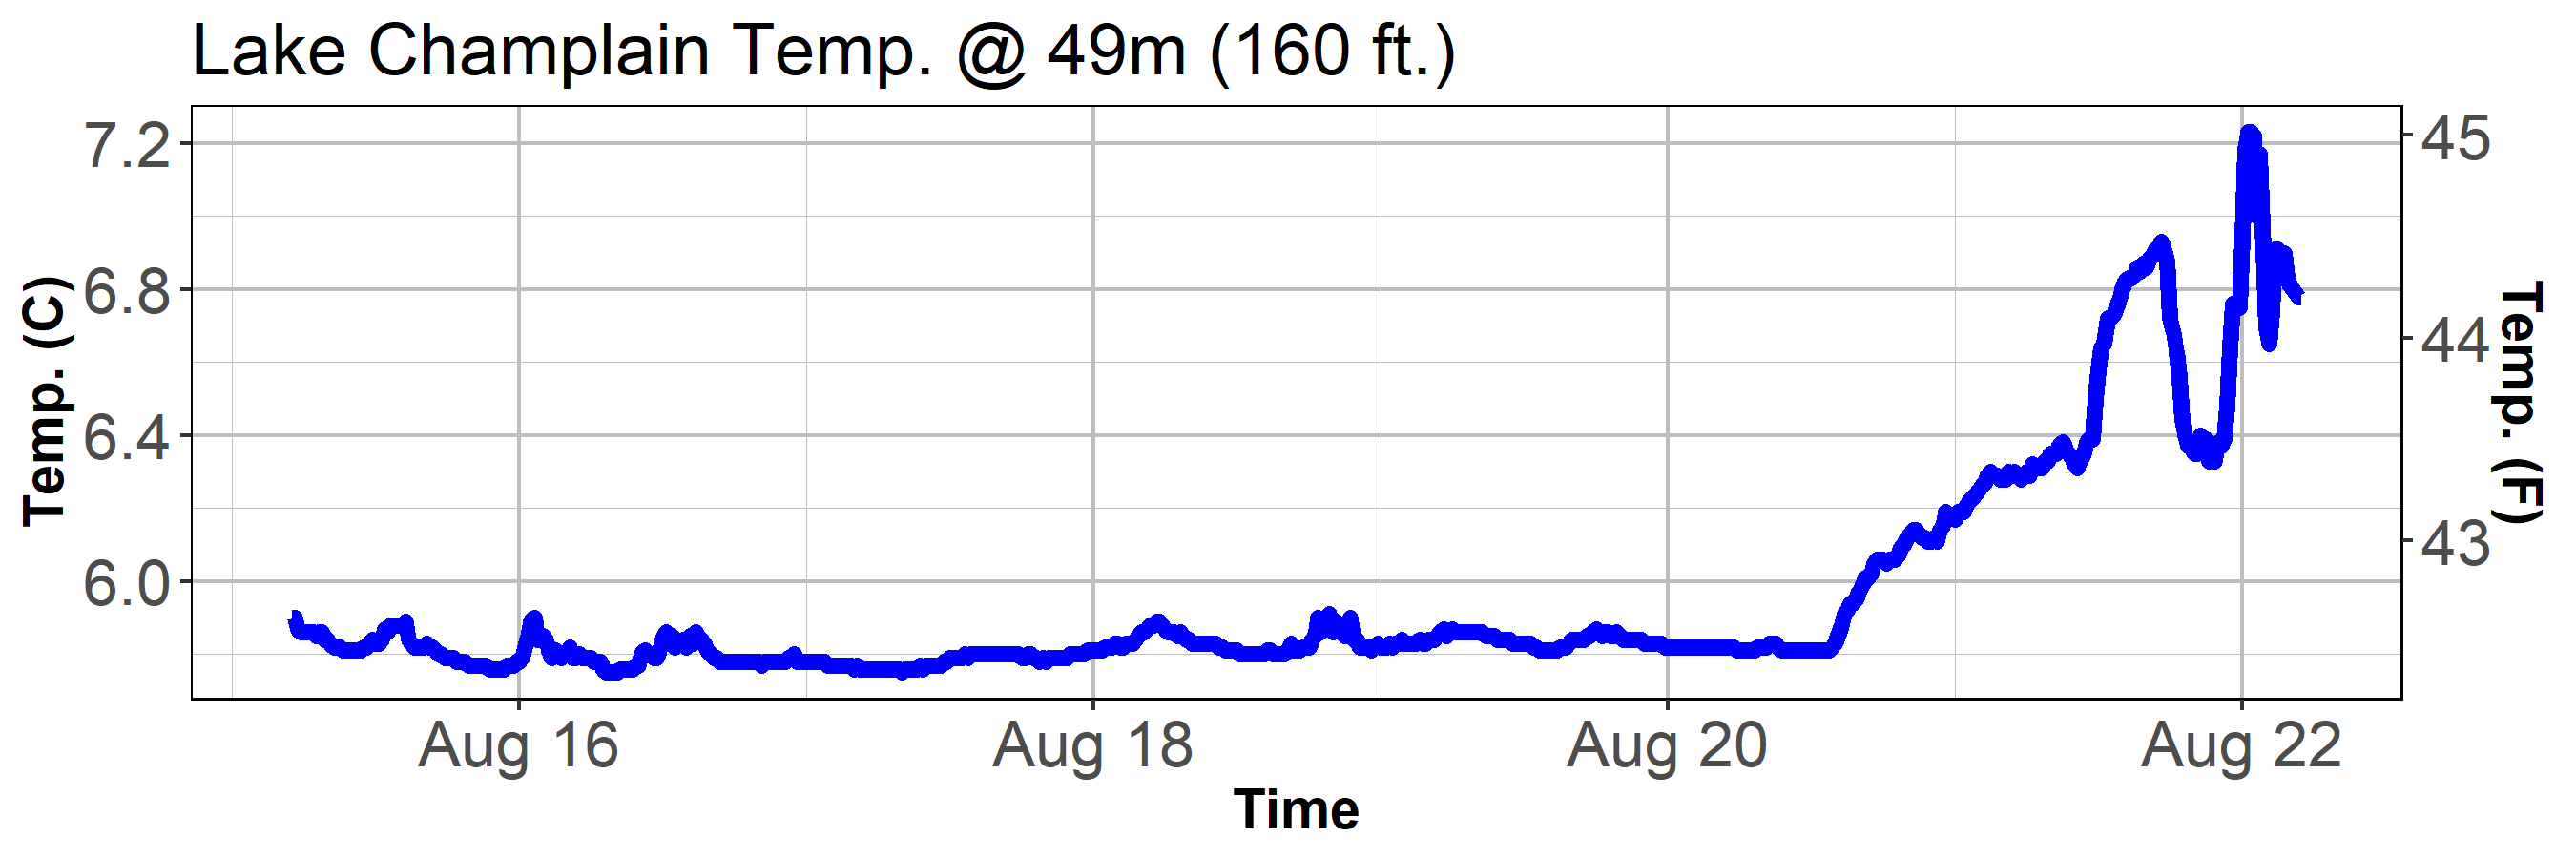 Lake Champlain Temp. @ 49m (160 ft.)
7.2
6.8
6.4
6.0
Temp. (C)
45
44
43
Temp. (F)
Aug 16 Aug 18 Aug 20 Aug 22
Time